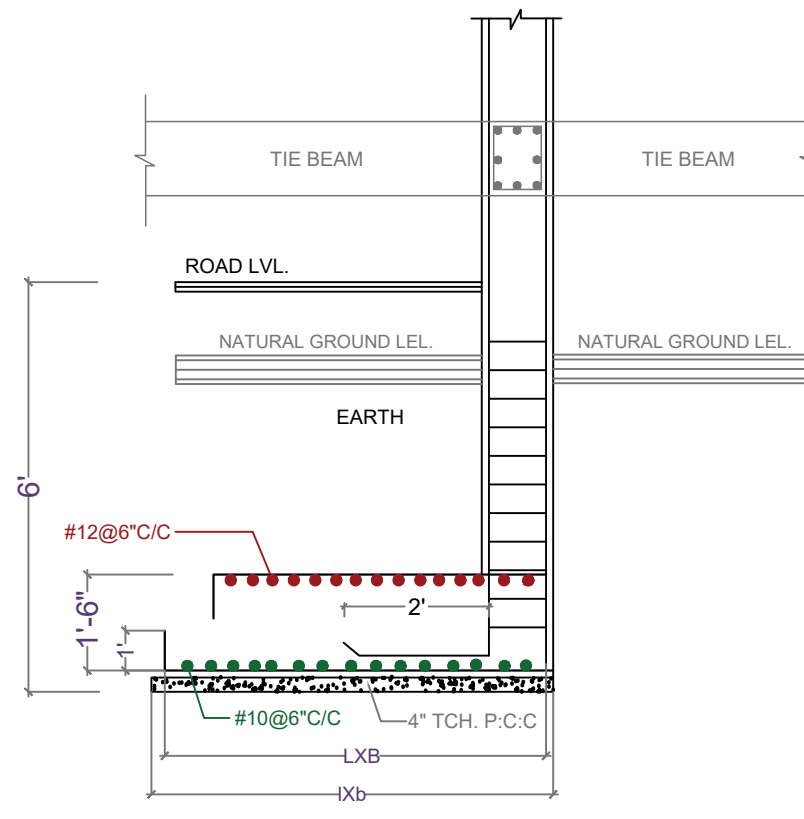 TIE BEAM
TIE BEAM
ROAD LVL.
NATURAL GROUND LEL.
NATURAL GROUND LEL.
EARTH
6'
#12@6"C/C
2'
1'-6"
1'
#10@6"C/C
4" TCH. P:C:C
LXB
lXb